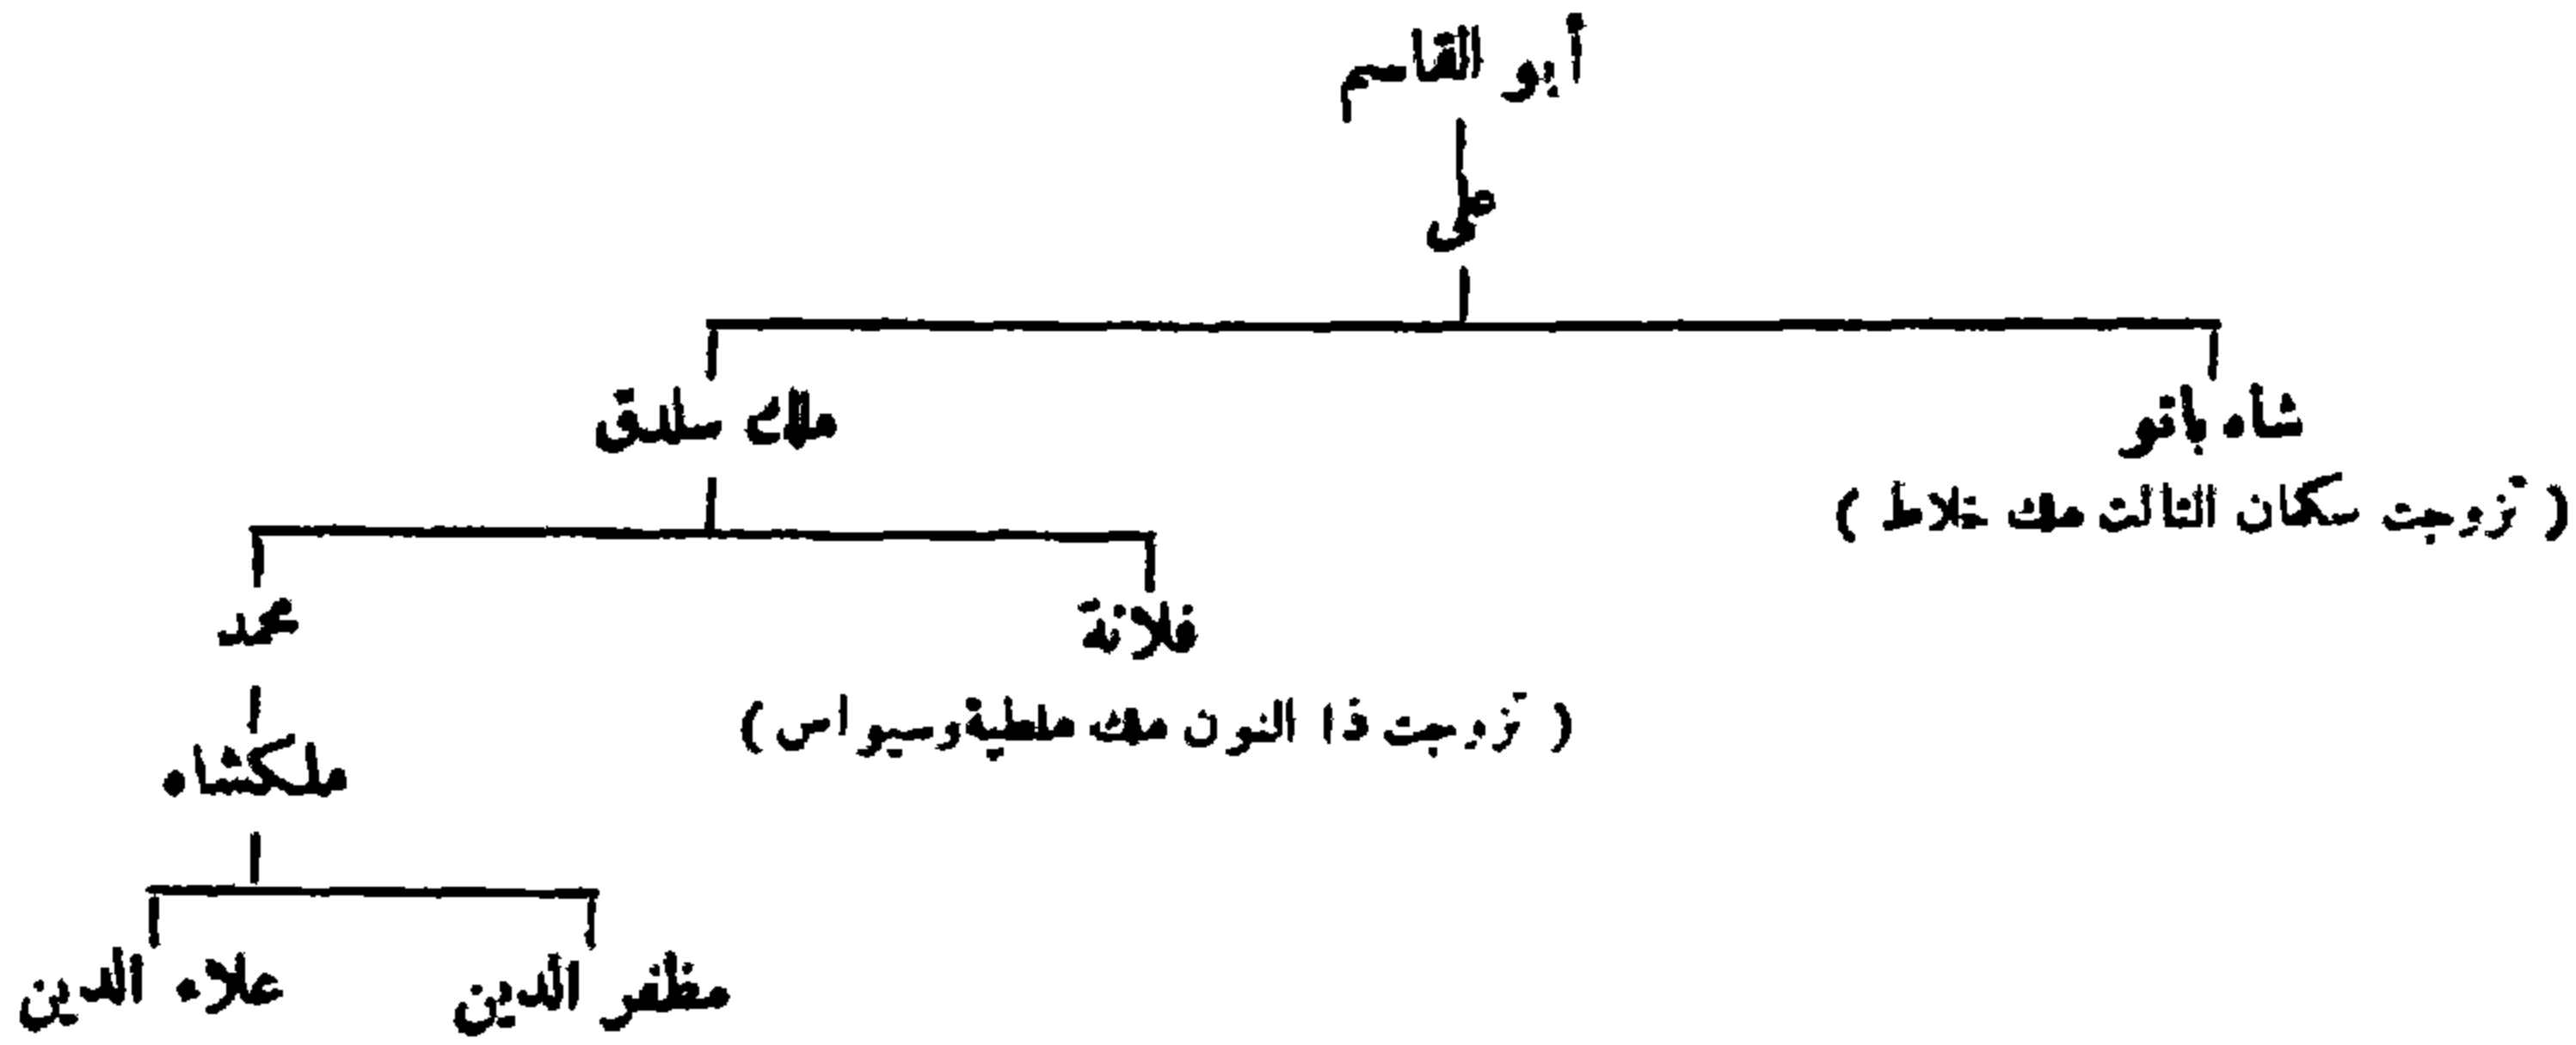 أبو القاسم
على
شاه بانو
ملك سلدق
( تزوجت سكمان الثالث ملك خلاط )
فلانة
محمد
( تزوجت ذا النون ملك ملطية وسيواس )
ملكشاه
مظفر الدين
علاء الدين